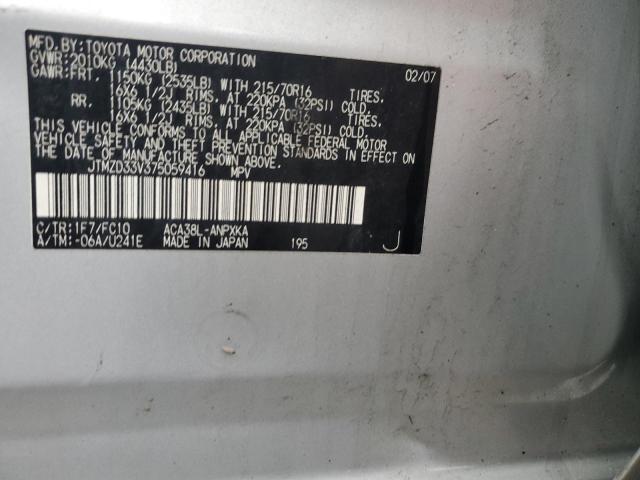 MFD. BY: TOYOTA MOTOR CORPORATION 02/07
GVWR: 2010KG (4430LB)
GAWR: FRT. 1150KG (2535LB) WITH 215/70R16 TIRES,
16X6 1/2J RIMS, AT 220KPA (32PSI) COLD.
RR. 1105KG (2435LB) WITH 215/70R16 TIRES,
16X6 1/2J RIMS, AT 220KPA (32PSI) COLD.
THIS VEHICLE CONFORMS TO ALL APPLICABLE FEDERAL MOTOR
VEHICLE SAFETY AND THEFT PREVENTION STANDARDS IN EFFECT ON
THE DATE OF MANUFACTURE SHOWN ABOVE.
JTMZD33V375059416 MPV
C/TR: 1F7/FC10 ACA38L-ANPXKA
A/TM: -06A/U241E MADE IN JAPAN 195 J